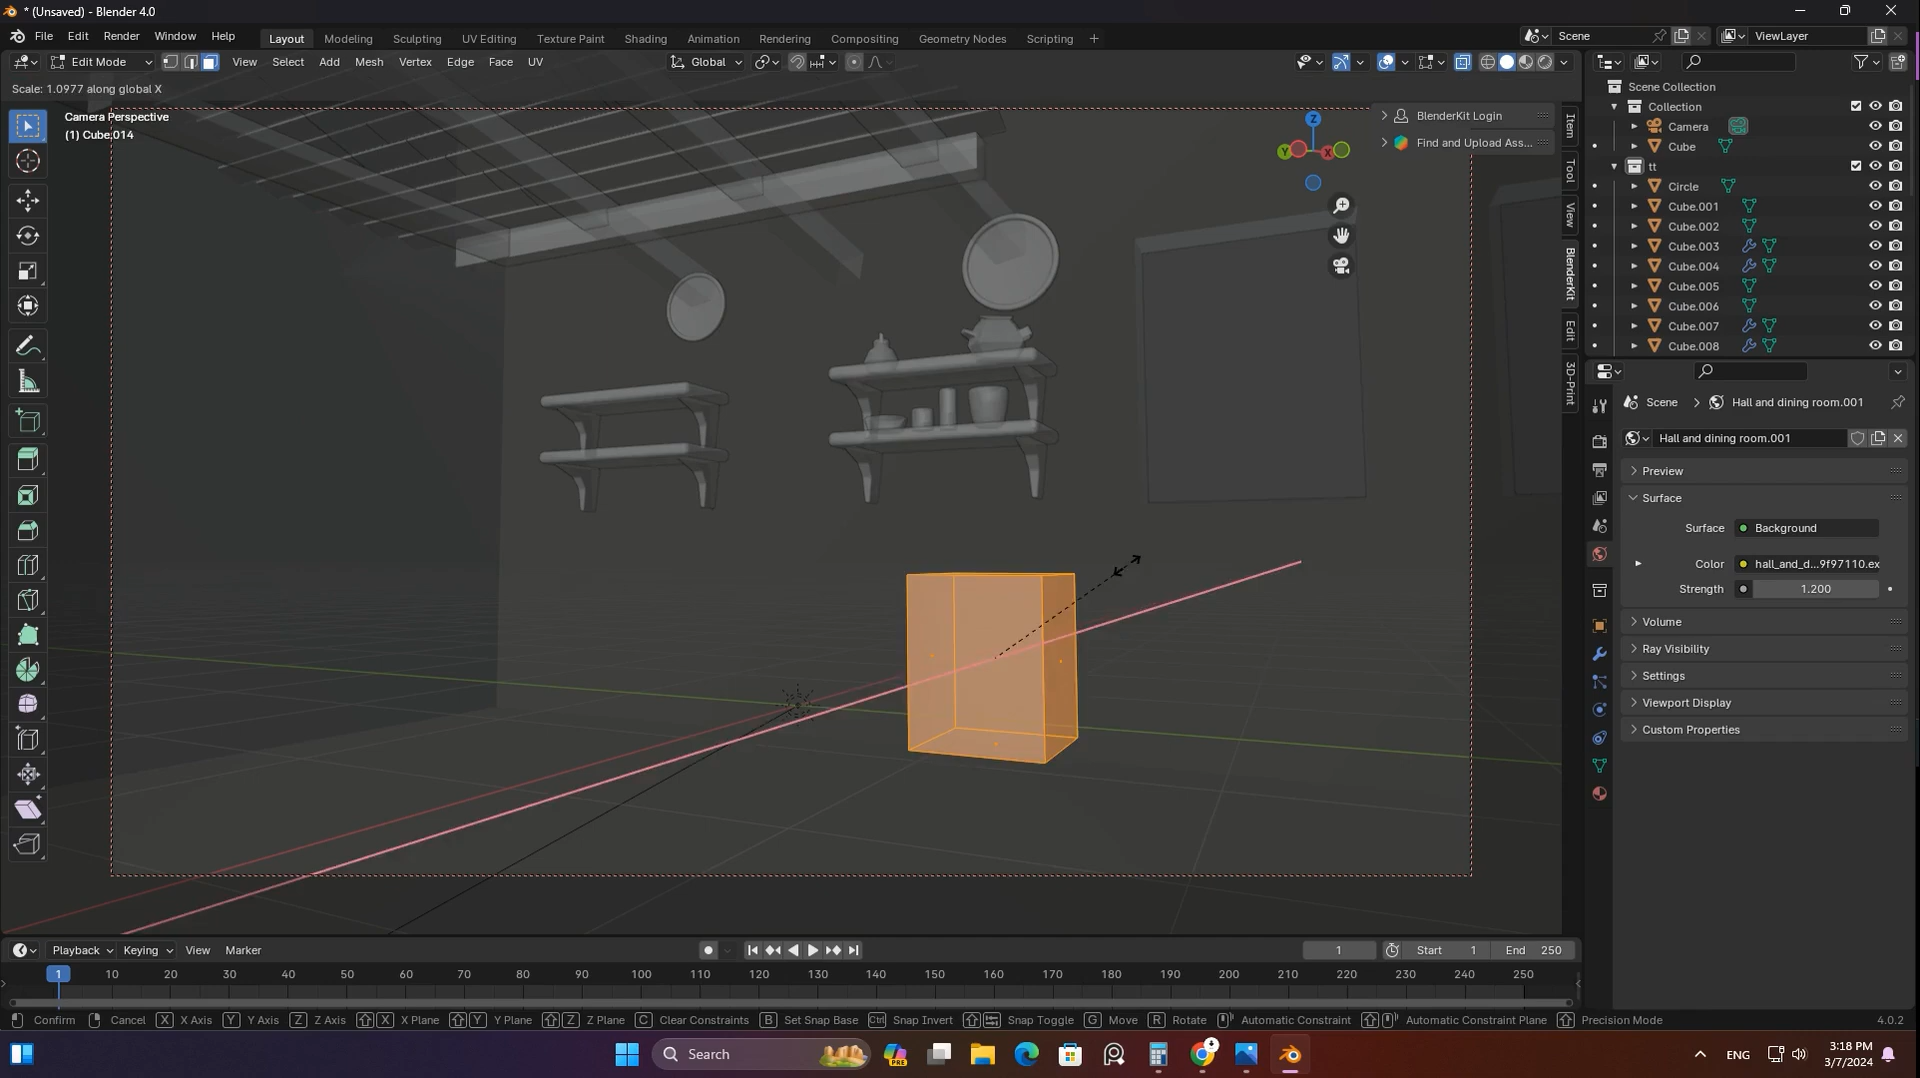 * (Unsaved) - Blender 4.0
File Edit Render Window Help
Layout Modeling Sculpting UV Editing Texture Paint Shading Animation Rendering Compositing Geometry Nodes Scripting +
Scene
ViewLayer
Edit Mode View Select Add Mesh Vertex Edge Face UV
Global
Scale: 1.0977 along global X
Camera Perspective
(1) Cube.014
BlenderKit Login
Find and Upload Ass...
Z
Y
X
Item
Tool
View
BlenderKit
Edit
3D-Print
Scene Collection
Collection
Camera
Cube
tt
Circle
Cube.001
Cube.002
Cube.003
Cube.004
Cube.005
Cube.006
Cube.007
Cube.008
Scene > Hall and dining room.001
Hall and dining room.001
Preview
Surface
Surface Background
Color hall_and_d...9f97110.ex
Strength 1.200
Volume
Ray Visibility
Settings
Viewport Display
Custom Properties
Playback Keying View Marker
1 Start 1 End 250
1 10 20 30 40 50 60 70 80 90 100 110 120 130 140 150 160 170 180 190 200 210 220 230 240 250
Confirm Cancel X X Axis Y Y Axis Z Z Axis X X Plane Y Y Plane Z Z Plane C Clear Constraints B Set Snap Base Ctrl Snap Invert Snap Toggle G Move R Rotate Automatic Constraint Automatic Constraint Plane Precision Mode 4.0.2
Search
PRE
ENG
3:18 PM
3/7/2024